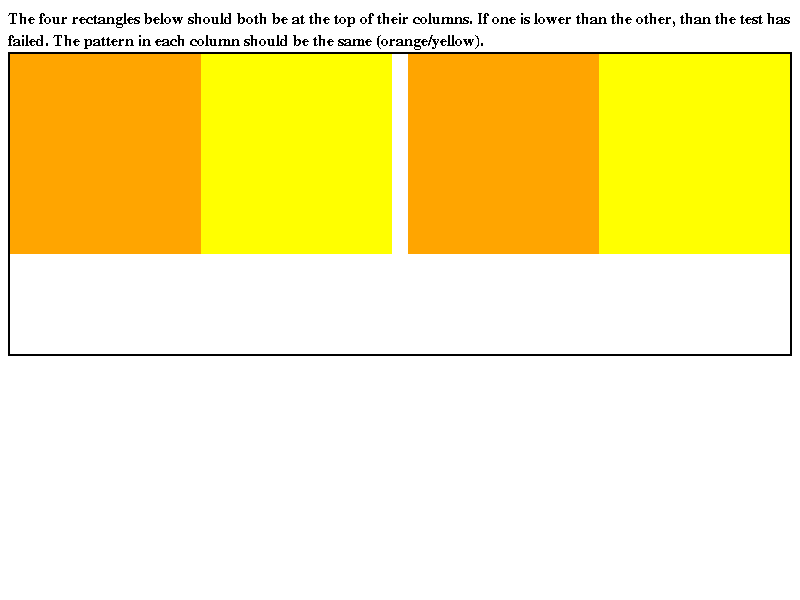 The four rectangles below should both be at the top of their columns. If one is lower than the other, than the test has
failed. The pattern in each column should be the same (orange/yellow).